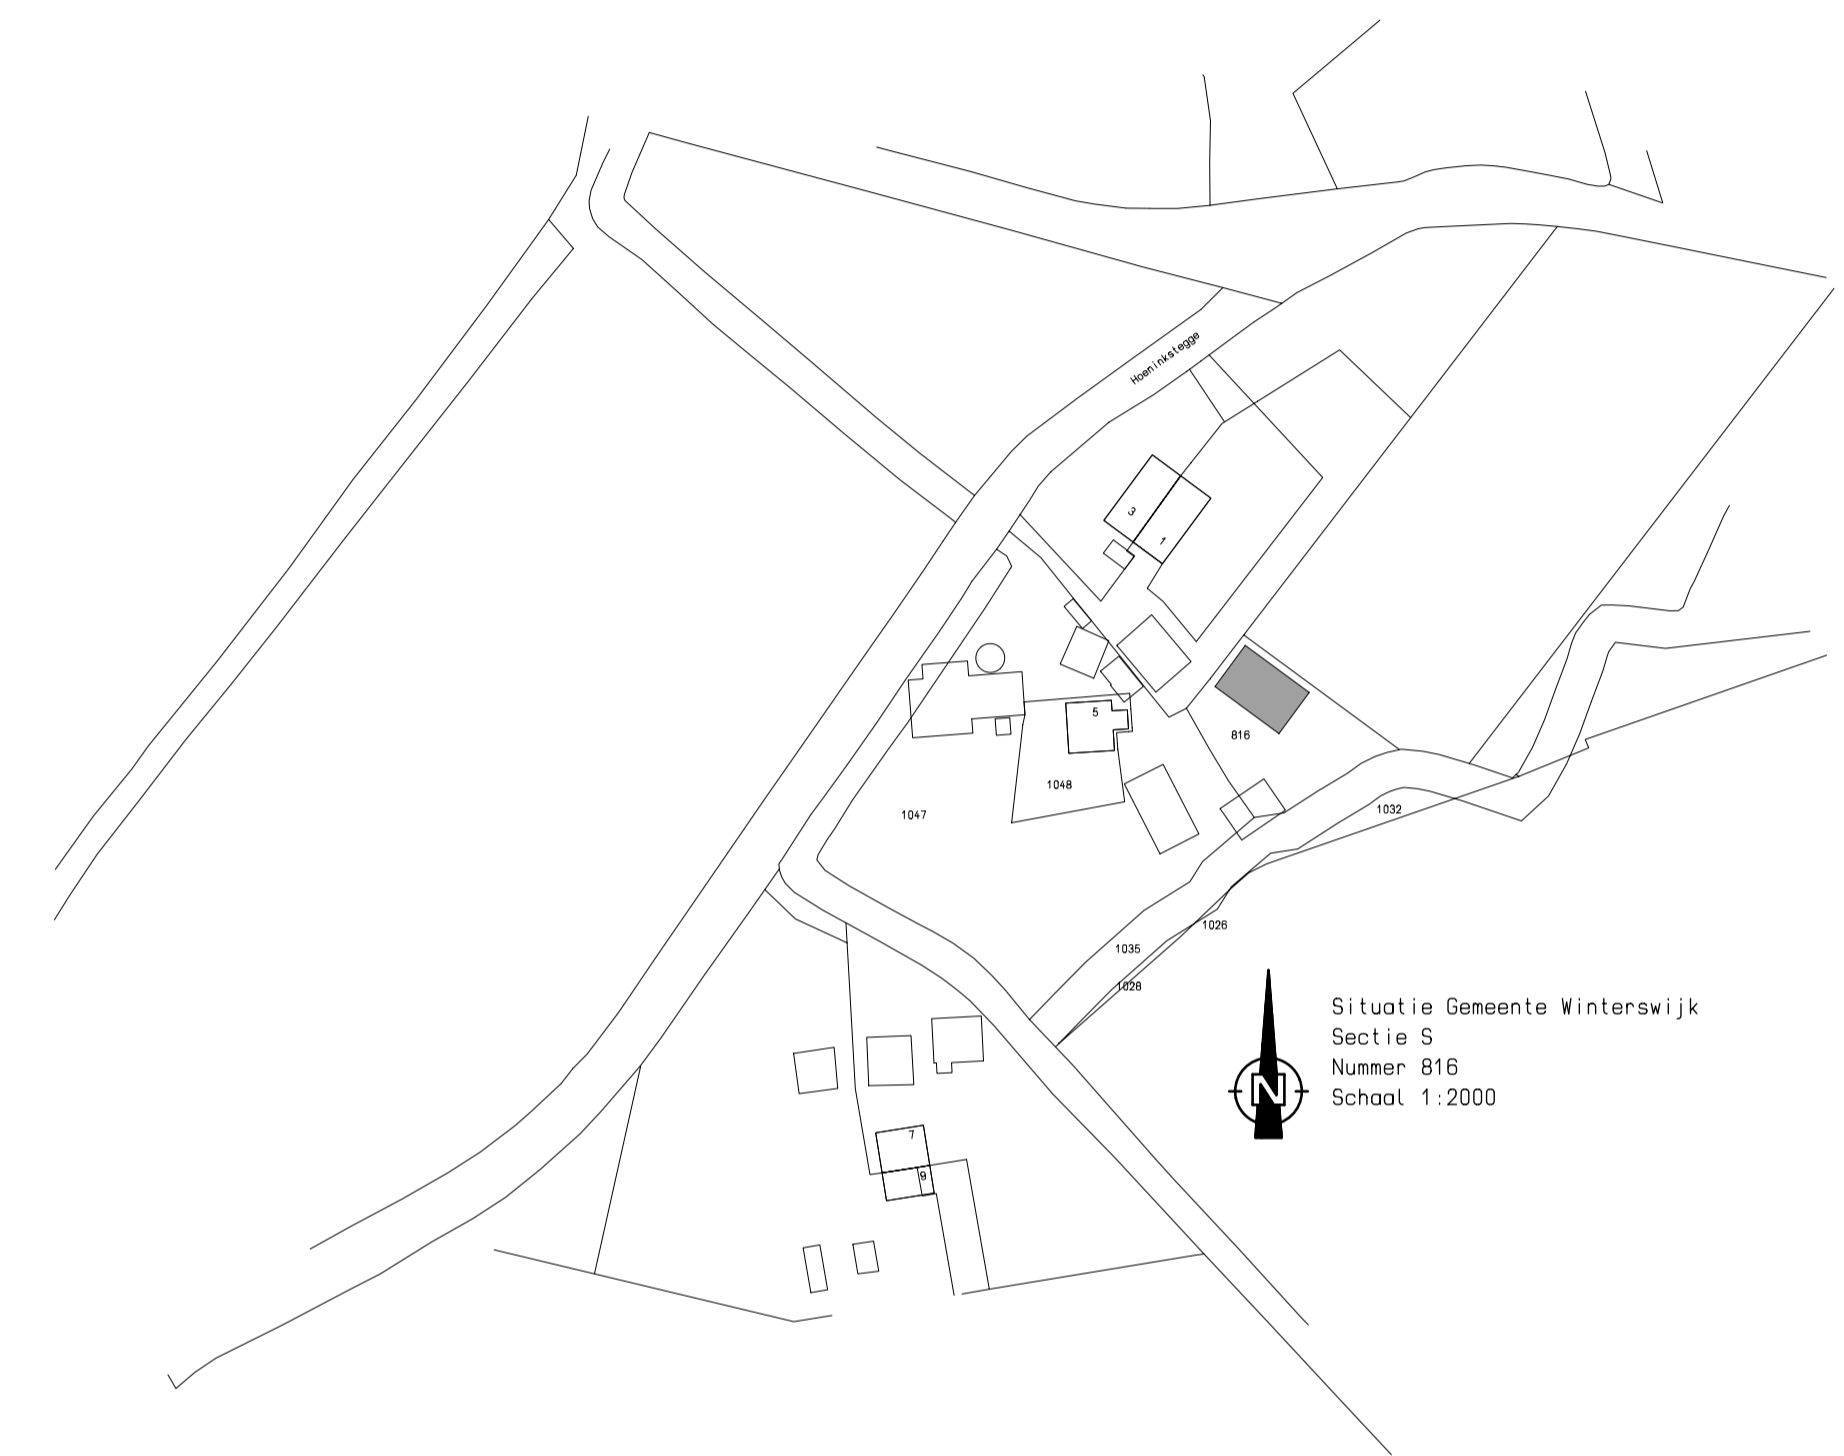 Hoeninkstegge
3
1
5
816
1048
1047
1032
1026
1035
1028
N
Situatie Gemeente Winterswijk
Sectie S
Nummer 816
Schaal 1:2000
7
9